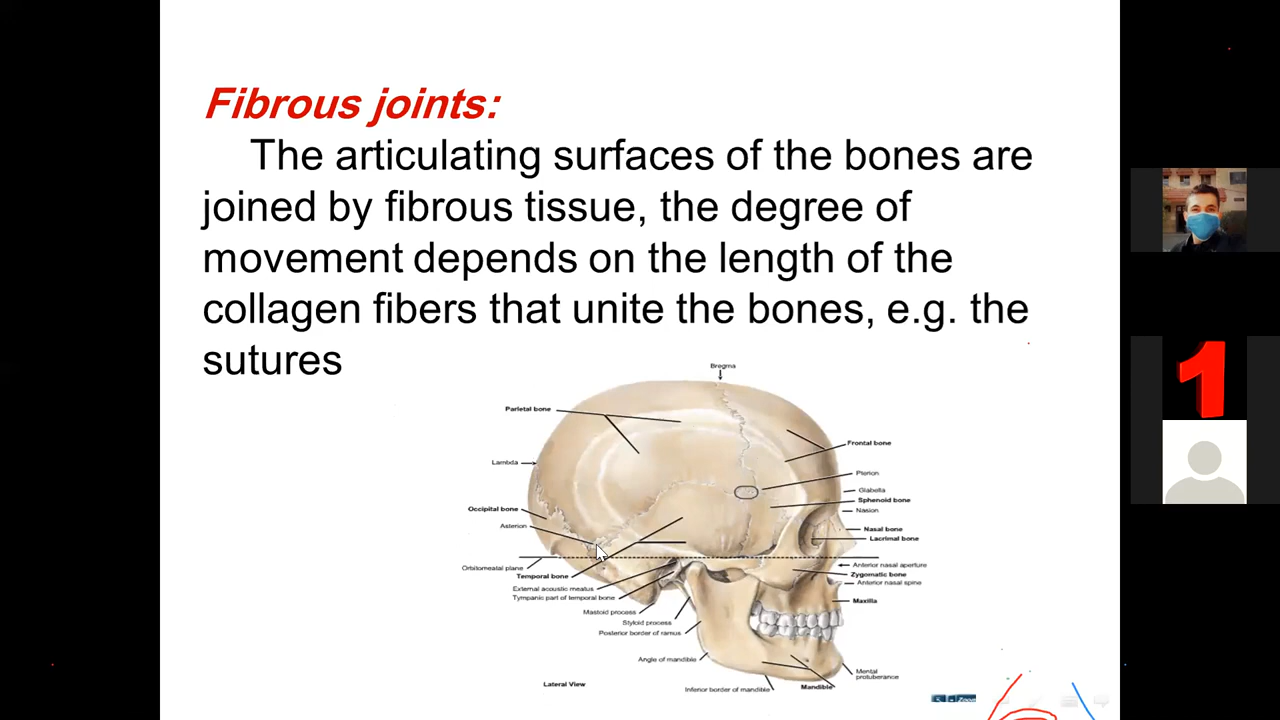 Fibrous joints:
The articulating surfaces of the bones are
joined by fibrous tissue, the degree of
movement depends on the length of the
collagen fibers that unite the bones, e.g. the
sutures
Bregma
Parietal bone
Frontal bone
Lambda
Pterion
Glabella
Sphenoid bone
Occipital bone
Nasion
Asterion
Nasal bone
Lacrimal bone
Orbitomeatal plane
Anterior nasal aperture
Temporal bone
Zygomatic bone
Anterior nasal spine
External acoustic meatus
Tympanic part of temporal bone
Maxilla
Mastoid process
Styloid process
Posterior border of ramus
Angle of mandible
Mental
protuberance
Lateral View
Inferior border of mandible
Mandible
Zoom
1